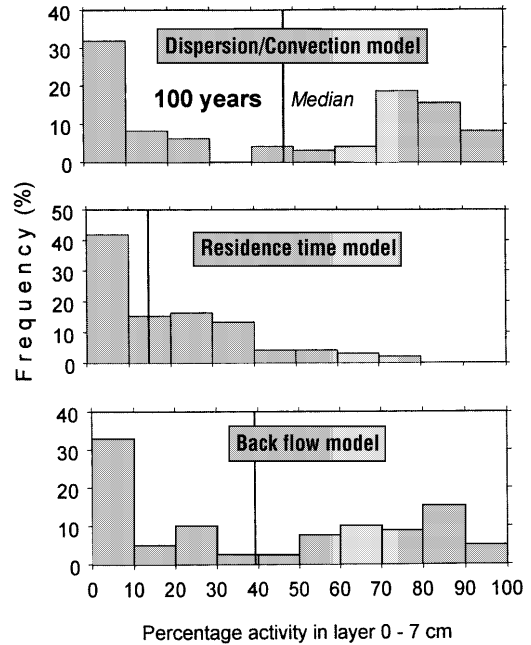 40
Dispersion/Convection model
30
100 years Median
20
10
0
50
Residence time model
40
30
20
10
0
Frequency (%)
40
Back flow model
30
20
10
0
0 10 20 30 40 50 60 70 80 90 100
Percentage activity in layer 0 - 7 cm